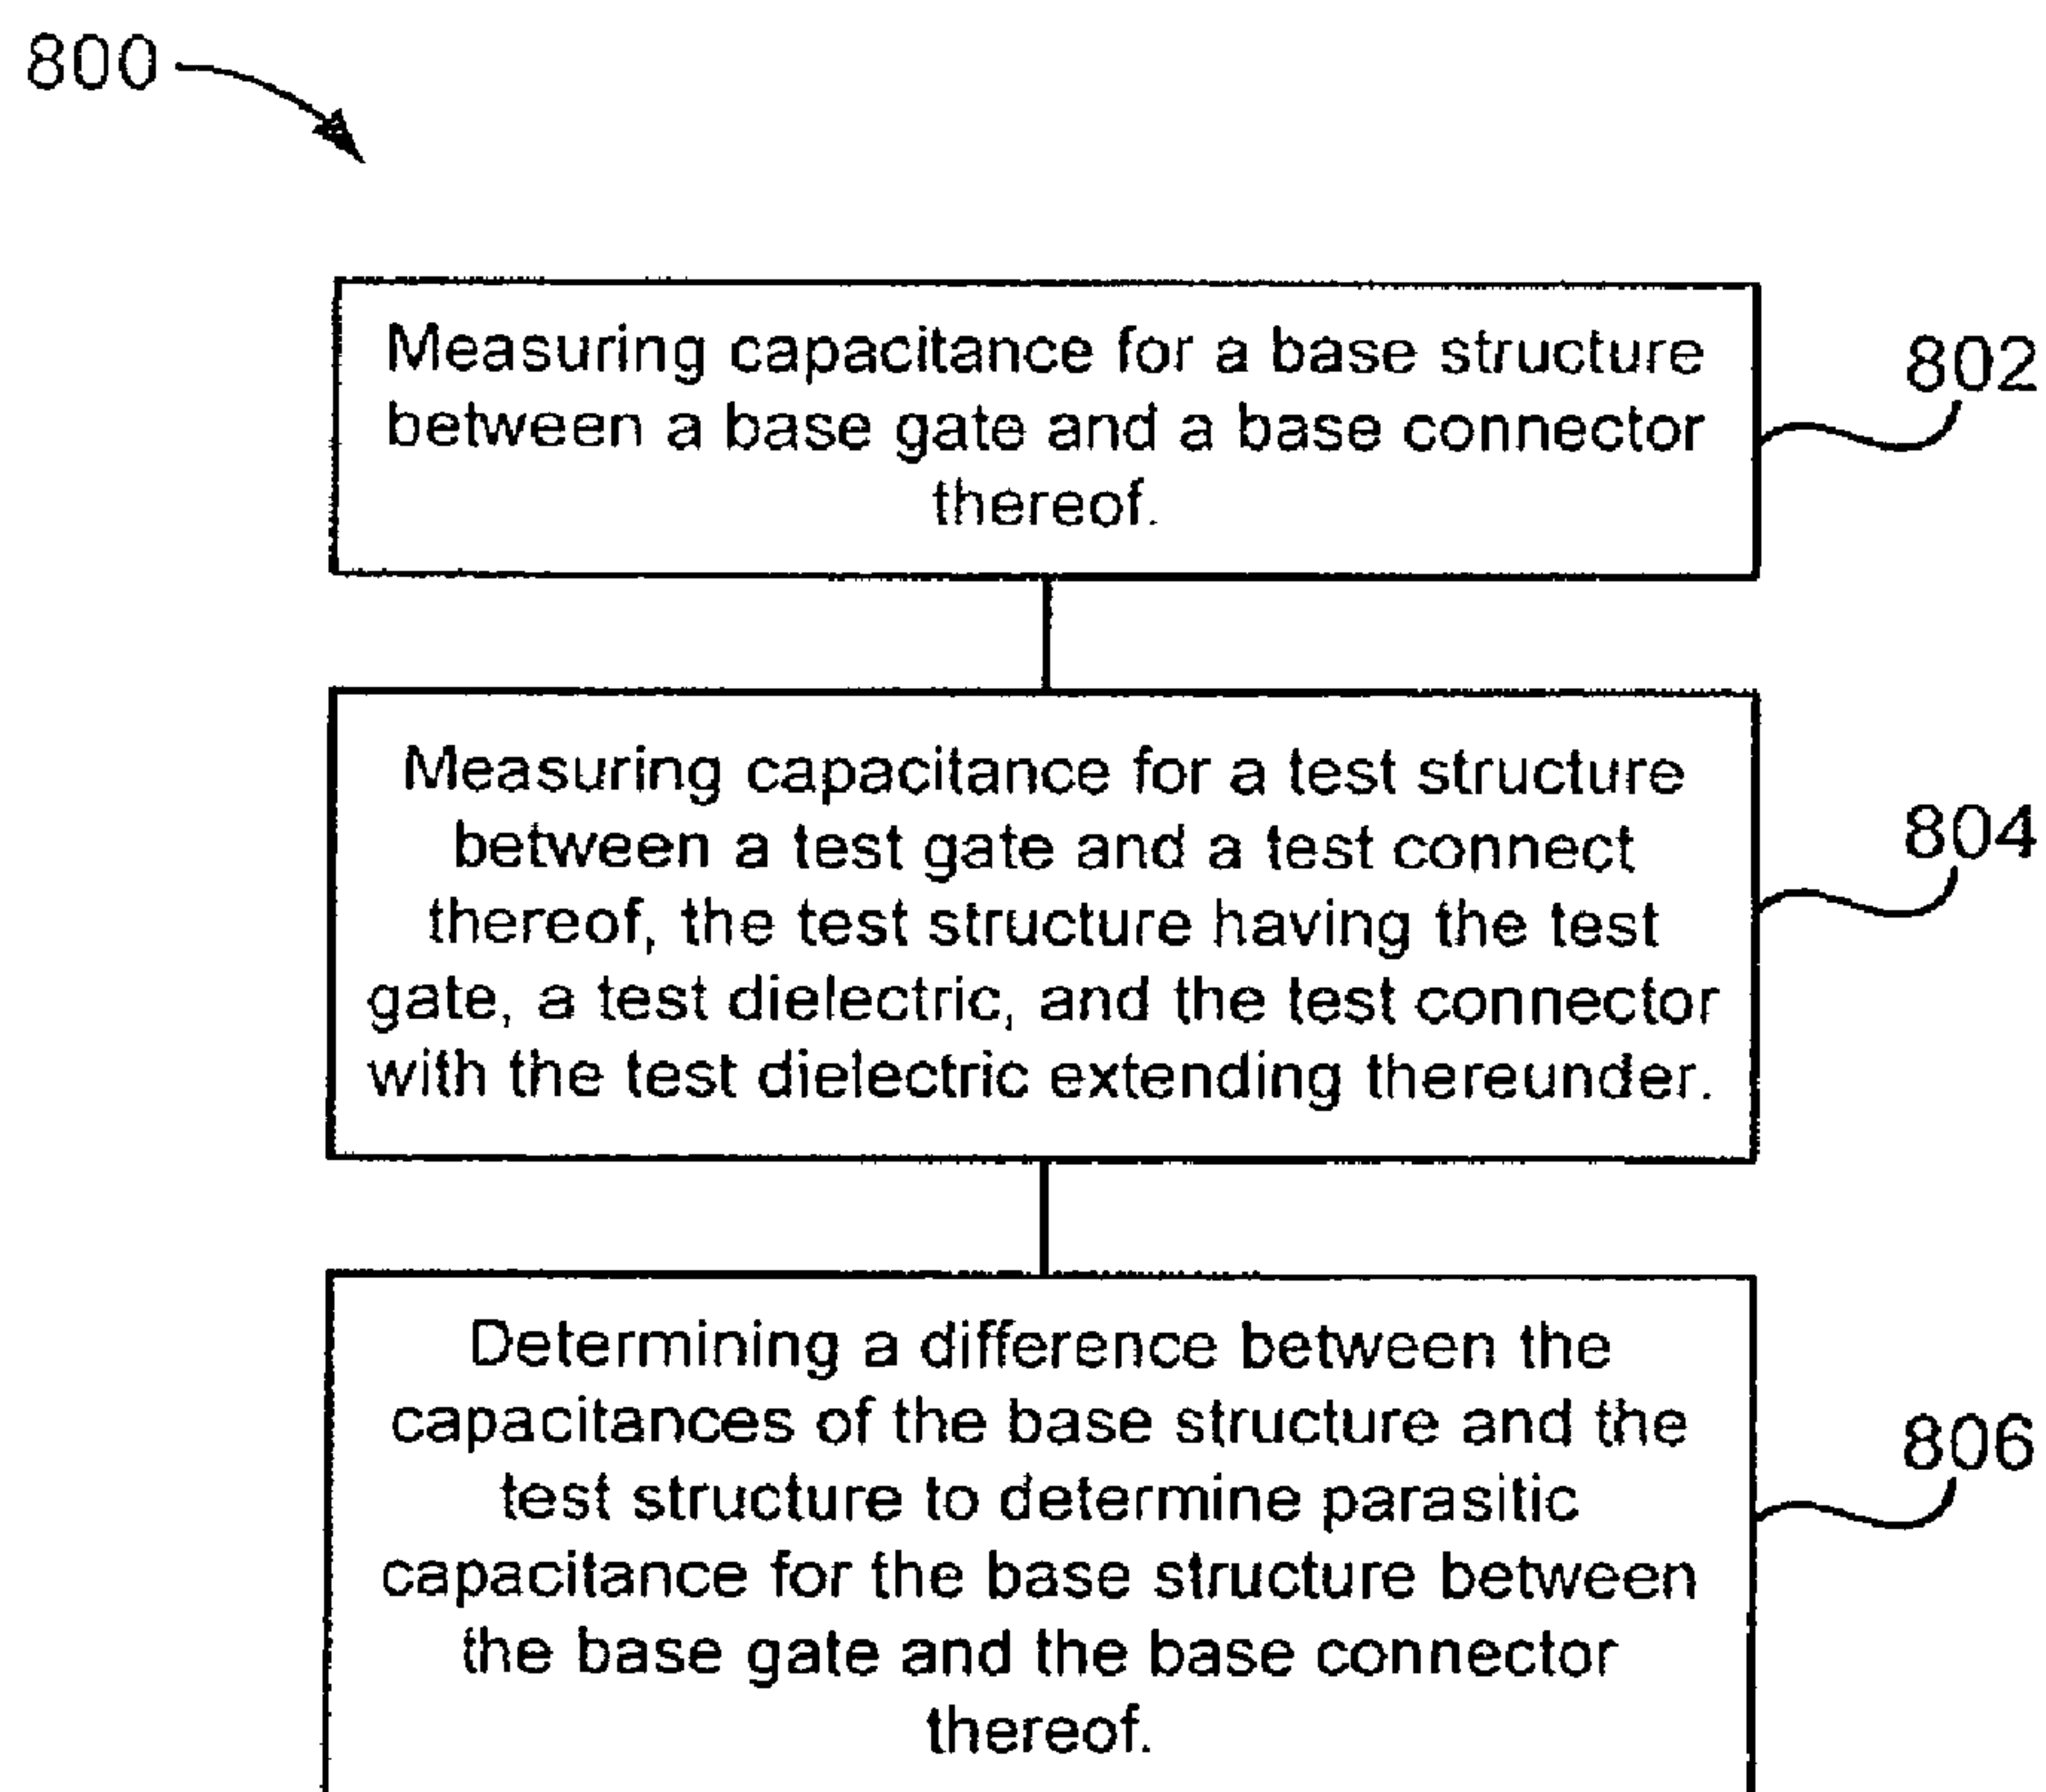 800
Measuring capacitance for a base structure
between a base gate and a base connector
thereof.
802
Measuring capacitance for a test structure
between a test gate and a test connect
thereof, the test structure having the test
gate, a test dielectric, and the test connector
with the test dielectric extending thereunder.
804
Determining a difference between the
capacitances of the base structure and the
test structure to determine parasitic
capacitance for the base structure between
the base gate and the base connector
thereof.
806